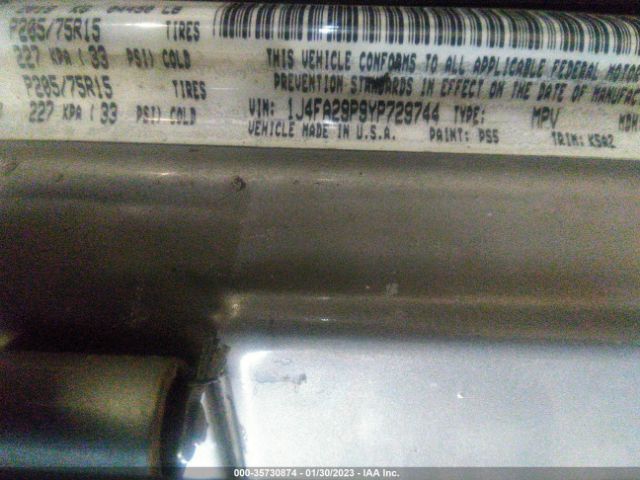 P205/75R15 TIRES
227 KPA ( 33 PSI) COLD THIS VEHICLE CONFORMS TO ALL APPLICABLE FEDERAL MOTOR
P205/75R15 TIRES PREVENTION STANDARDS IN EFFECT ON THE DATE OF MANUFAC
227 KPA ( 33 PSI) COLD VIN: 1J4FA29P9YP729744 TYPE: MPV MDH
VEHICLE MADE IN U.S.A. PAINT: PS5 TRIM: K5A2
000-35730874 / 01/30/2023 - IAA Inc.